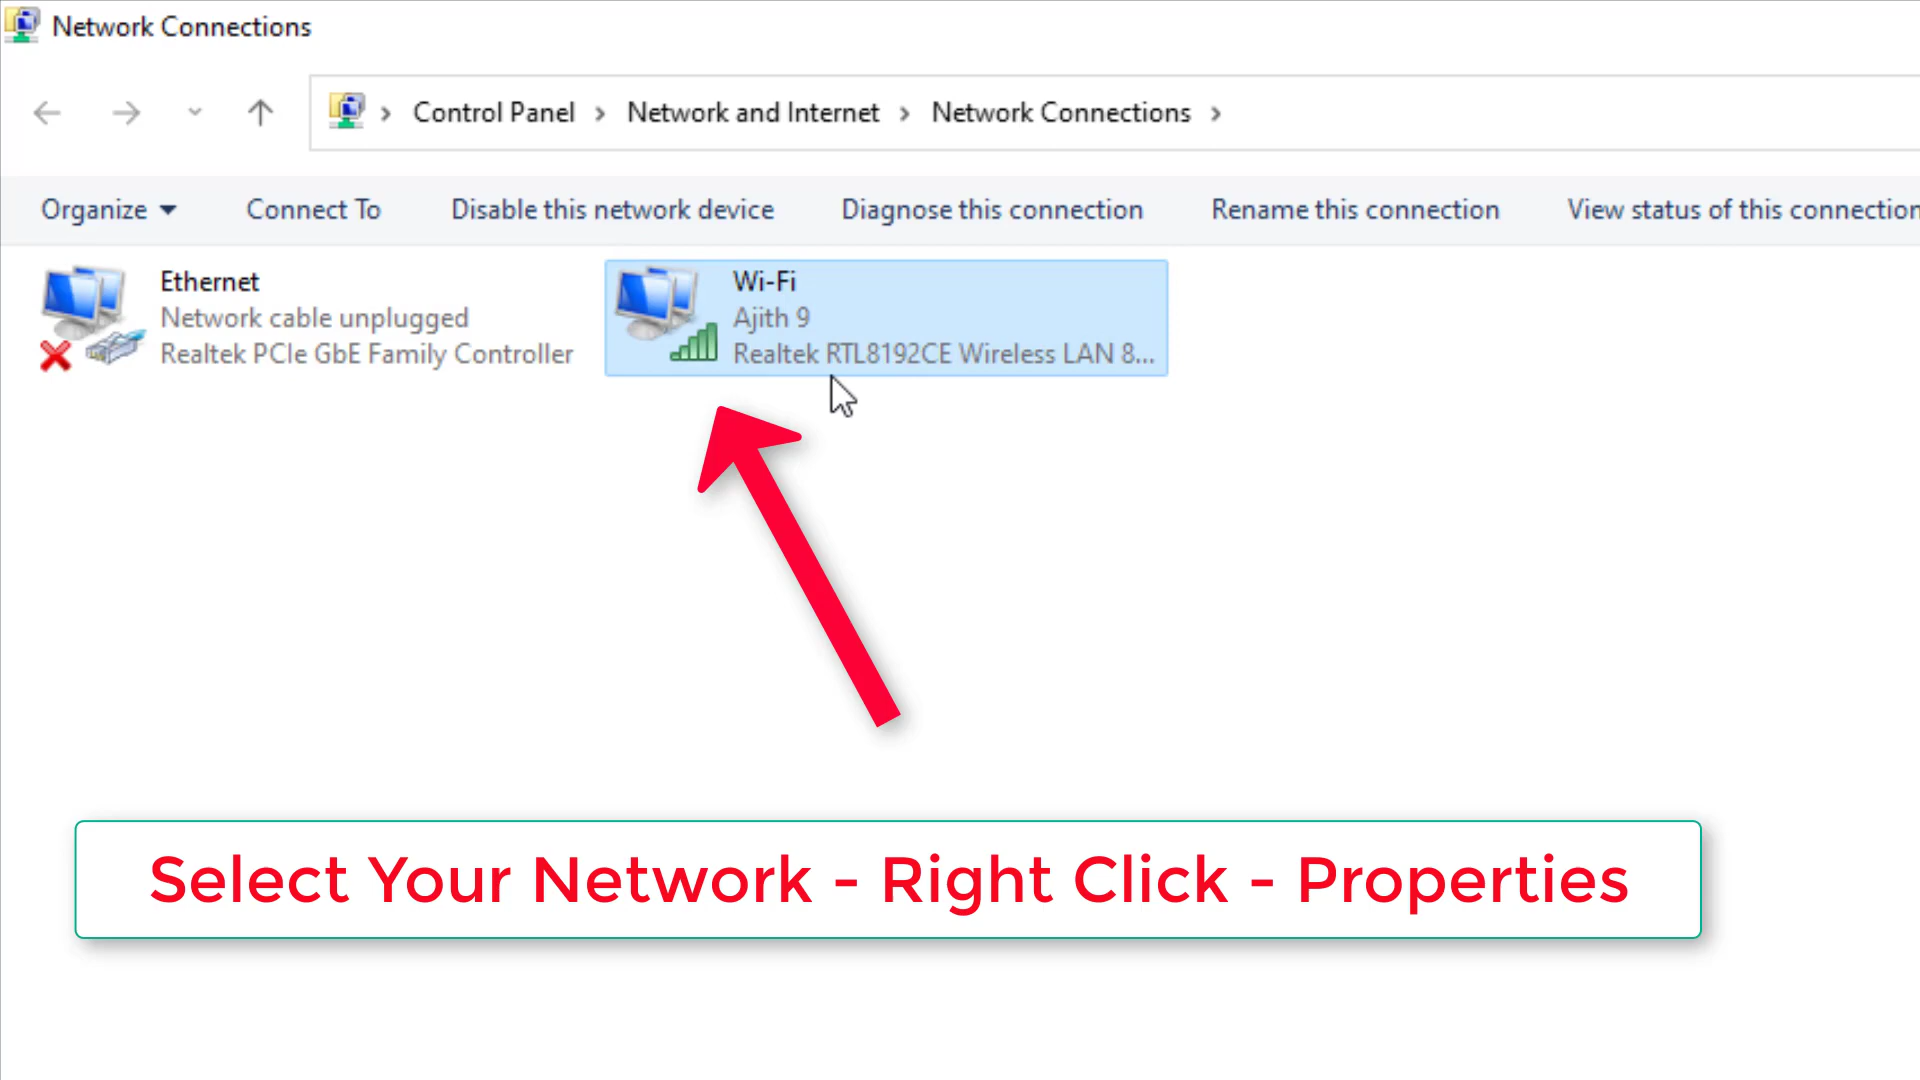 Network Connections
Control Panel > Network and Internet > Network Connections >
Organize Connect To Disable this network device Diagnose this connection Rename this connection View status of this connection
Ethernet
Network cable unplugged
Realtek PCIe GbE Family Controller
Wi-Fi
Ajith 9
Realtek RTL8192CE Wireless LAN 8...
Select Your Network - Right Click - Properties